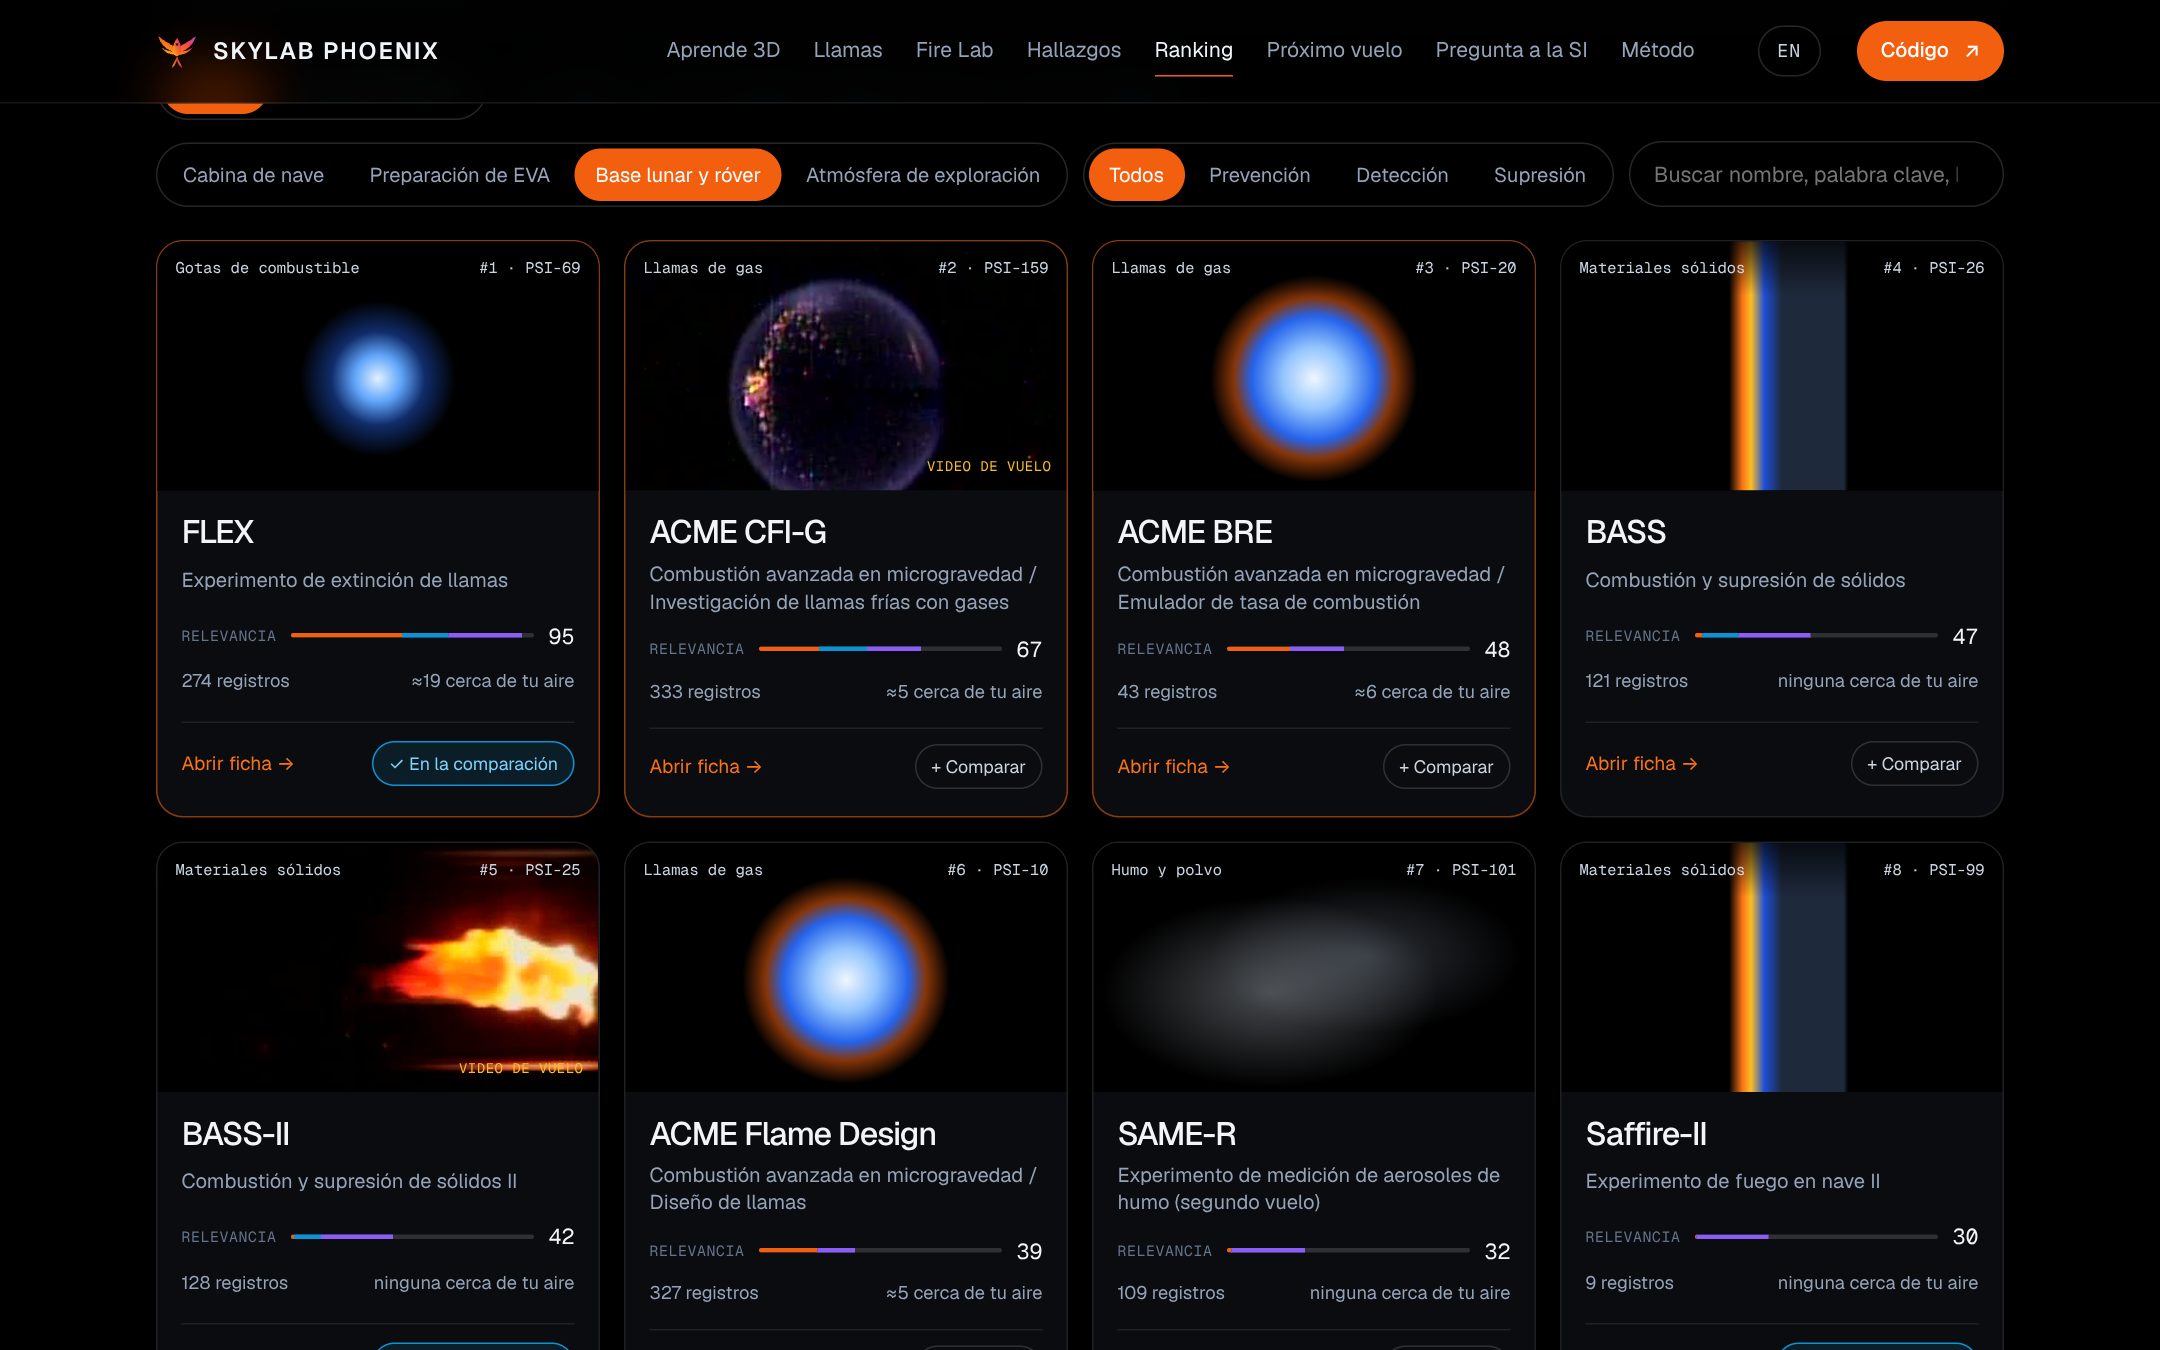 SKYLAB PHOENIX
Aprende 3D
Llamas
Fire Lab
Hallazgos
Ranking
Próximo vuelo
Pregunta a la SI
Método
EN
Código ↗
Cabina de nave
Preparación de EVA
Base lunar y róver
Atmósfera de exploración
Todos
Prevención
Detección
Supresión
Buscar nombre, palabra clave,
Gotas de combustible
#1 · PSI-69
FLEX
Experimento de extinción de llamas
RELEVANCIA
95
274 registros
≈19 cerca de tu aire
Abrir ficha →
✓ En la comparación
Llamas de gas
#2 · PSI-159
VIDEO DE VUELO
ACME CFI-G
Combustión avanzada en microgravedad /
Investigación de llamas frías con gases
RELEVANCIA
67
333 registros
≈5 cerca de tu aire
Abrir ficha →
+ Comparar
Llamas de gas
#3 · PSI-20
ACME BRE
Combustión avanzada en microgravedad /
Emulador de tasa de combustión
RELEVANCIA
48
43 registros
≈6 cerca de tu aire
Abrir ficha →
+ Comparar
Materiales sólidos
#4 · PSI-26
BASS
Combustión y supresión de sólidos
RELEVANCIA
47
121 registros
ninguna cerca de tu aire
Abrir ficha →
+ Comparar
Materiales sólidos
#5 · PSI-25
VIDEO DE VUELO
BASS-II
Combustión y supresión de sólidos II
RELEVANCIA
42
128 registros
ninguna cerca de tu aire
Llamas de gas
#6 · PSI-10
ACME Flame Design
Combustión avanzada en microgravedad /
Diseño de llamas
RELEVANCIA
39
327 registros
≈5 cerca de tu aire
Humo y polvo
#7 · PSI-101
SAME-R
Experimento de medición de aerosoles de
humo (segundo vuelo)
RELEVANCIA
32
109 registros
ninguna cerca de tu aire
Materiales sólidos
#8 · PSI-99
Saffire-II
Experimento de fuego en nave II
RELEVANCIA
30
9 registros
ninguna cerca de tu aire